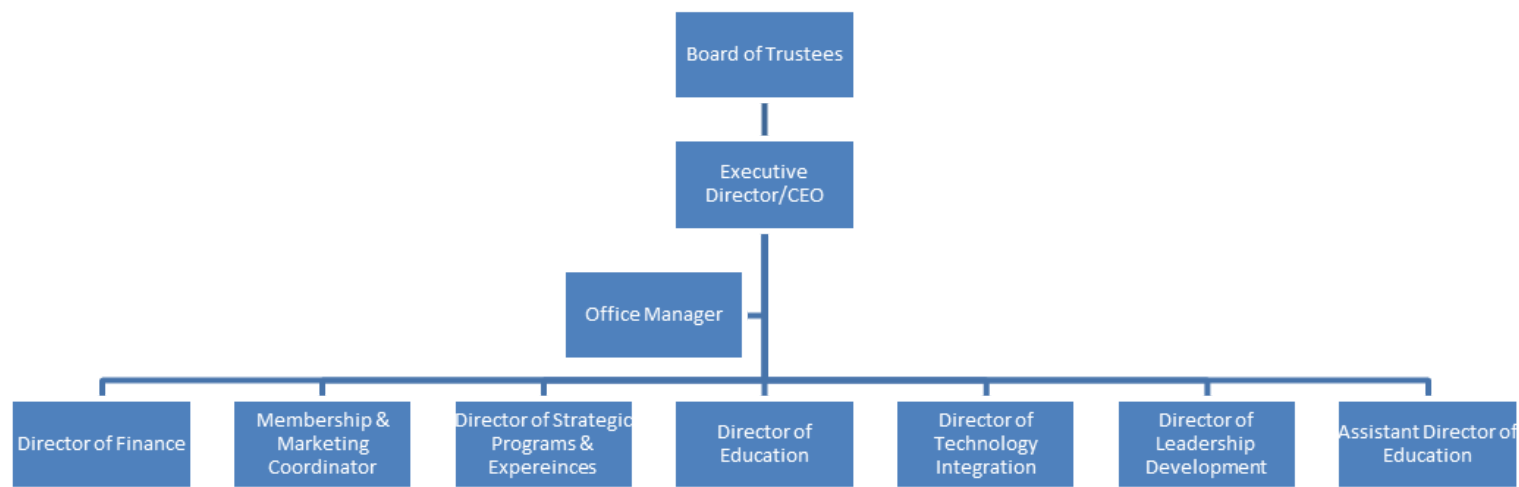 Board of Trustees
Executive
Director/CEO
Office Manager
Director of Finance
Membership &
Marketing
Coordinator
Director of Strategic
Programs &
Expereinces
Director of
Education
Director of
Technology
Integration
Director of
Leadership
Development
Assistant Director of
Education